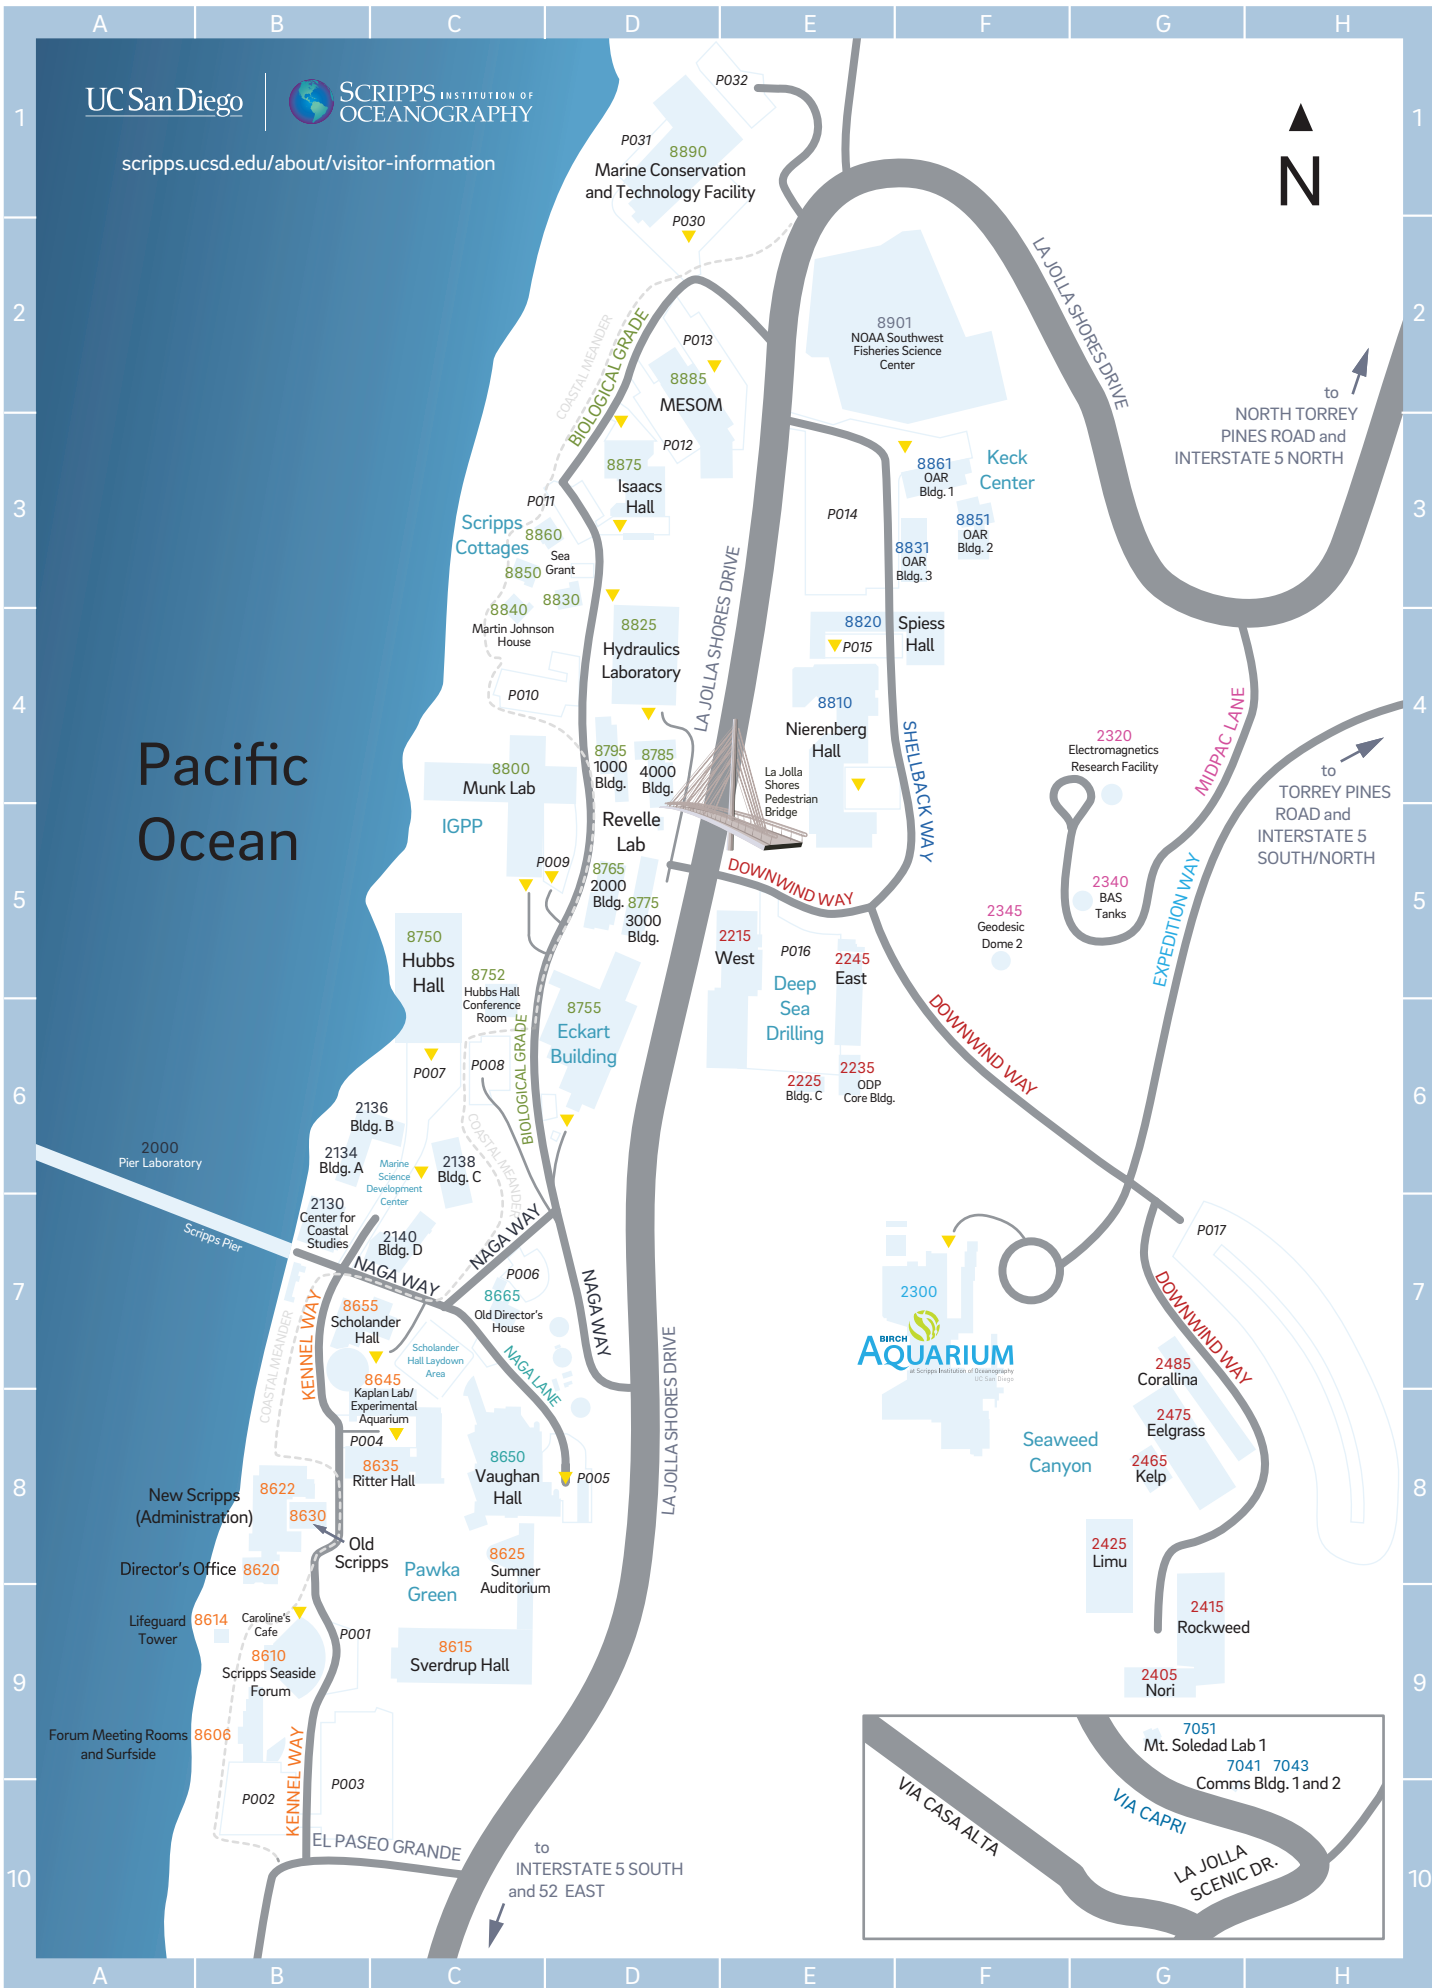 A B C D E F G H
1
2
3
4
5
6
7
8
9
10
UC San Diego
SCRIPPS INSTITUTION OF
OCEANOGRAPHY
scripps.ucsd.edu/about/visitor-information
N
P032
P031
8890
Marine Conservation
and Technology Facility
P030
LA JOLLA SHORES DRIVE
COASTAL MEANDER
BIOLOGICAL GRADE
P013
8885
MESOM
P012
8901
NOAA Southwest
Fisheries Science
Center
to
NORTH TORREY
PINES ROAD and
INTERSTATE 5 NORTH
8875
Isaacs
Hall
P011
Scripps
Cottages
8860
Sea
Grant
8850
8830
8840
Martin Johnson
House
P014
8861
OAR
Bldg. 1
Keck
Center
8851
OAR
Bldg. 2
8831
OAR
Bldg. 3
LA JOLLA SHORES DRIVE
8825
Hydraulics
Laboratory
8820
Spiess
Hall
P015
P010
8810
Nierenberg
Hall
SHELLBACK WAY
Pacific
Ocean
8800
Munk Lab
IGPP
8795
1000
Bldg.
8785
4000
Bldg.
Revelle
Lab
La Jolla
Shores
Pedestrian
Bridge
2320
Electromagnetics
Research Facility
MIDPAC LANE
to
TORREY PINES
ROAD and
INTERSTATE 5
SOUTH/NORTH
P009
8765
2000
Bldg.
8775
3000
Bldg.
DOWNWIND WAY
2340
BAS
Tanks
2345
Geodesic
Dome 2
EXPEDITION WAY
8750
Hubbs
Hall
8752
Hubbs Hall
Conference
Room
2215
West
P016
2245
East
Deep
Sea
Drilling
8755
Eckart
Building
DOWNWIND WAY
BIOLOGICAL GRADE
P007
P008
2225
Bldg. C
2235
ODP
Core Bldg.
2136
Bldg. B
2134
Bldg. A
2000
Pier Laboratory
Marine
Science
Development
Center
2138
Bldg. C
COASTAL MEANDER
Scripps Pier
2130
Center for
Coastal
Studies
2140
Bldg. D
NAGA WAY
NAGA WAY
NAGA WAY
P006
8665
Old Director's
House
P017
COASTAL MEANDER
KENNEL WAY
8655
Scholander
Hall
Scholander
Hall Laydown
Area
NAGA LANE
2300
BIRCH
AQUARIUM
at Scripps Institution of Oceanography
UC San Diego
DOWNWIND WAY
LA JOLLA SHORES DRIVE
8645
Kaplan Lab/
Experimental
Aquarium
P004
8635
Ritter Hall
8650
Vaughan
Hall
P005
2485
Corallina
2475
Eelgrass
Seaweed
Canyon
2465
Kelp
New Scripps
(Administration)
8622
8630
Old
Scripps
Director's Office 8620
Pawka
Green
8625
Sumner
Auditorium
2425
Limu
Lifeguard
Tower
8614
Caroline's
Cafe
P001
8610
Scripps Seaside
Forum
8615
Sverdrup Hall
2415
Rockweed
2405
Nori
Forum Meeting Rooms
and Surfside
8606
KENNEL WAY
P002
P003
EL PASEO GRANDE
to
INTERSTATE 5 SOUTH
and 52 EAST
7051
Mt. Soledad Lab 1
7041 7043
Comms Bldg. 1 and 2
VIA CASA ALTA
VIA CAPRI
LA JOLLA
SCENIC DR.
1
2
3
4
5
6
7
8
9
10
A B C D E F G H